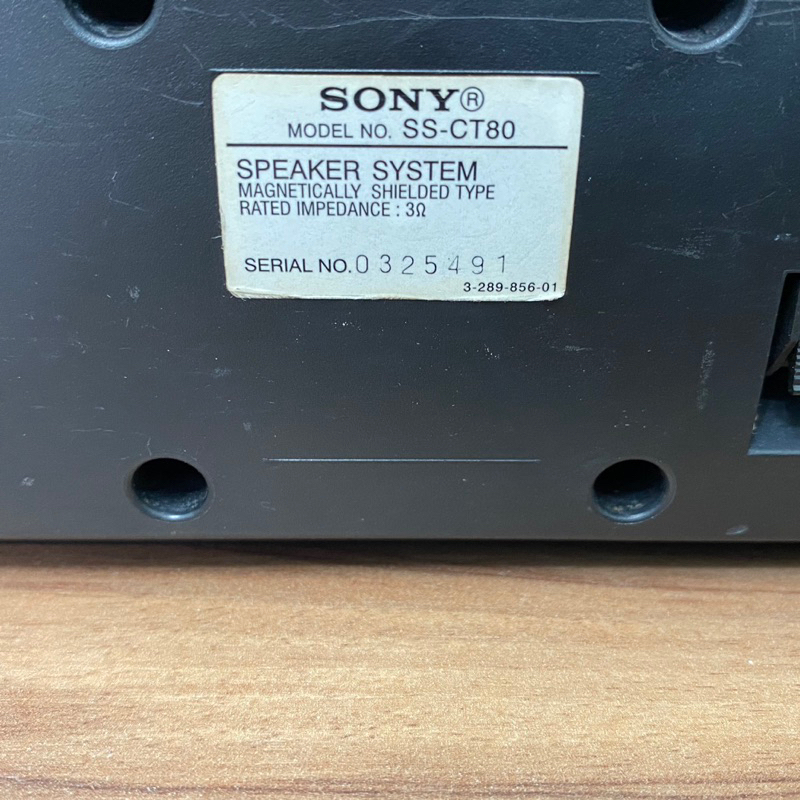 SONY®
MODEL NO. SS-CT80
SPEAKER SYSTEM
MAGNETICALLY SHIELDED TYPE
RATED IMPEDANCE : 3Ω
SERIAL NO. 0325491
3-289-856-01